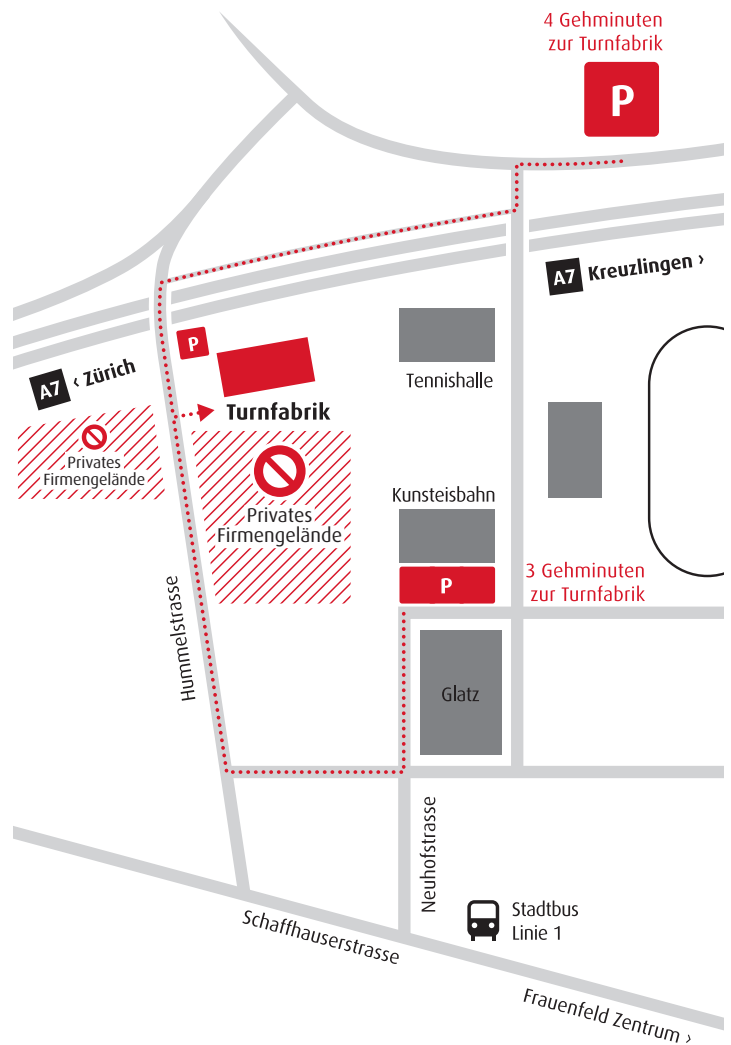 4 Gehminuten
zur Turnfabrik
P
A7 Kreuzlingen ›
P
A7 ‹ Zürich
Turnfabrik
Tennishalle
Privates
Firmengelände
Privates
Firmengelände
Kunsteisbahn
P
3 Gehminuten
zur Turnfabrik
Hummelstrasse
Glatz
Neuhofstrasse
Stadtbus
Linie 1
Schaffhauserstrasse
Frauenfeld Zentrum ›